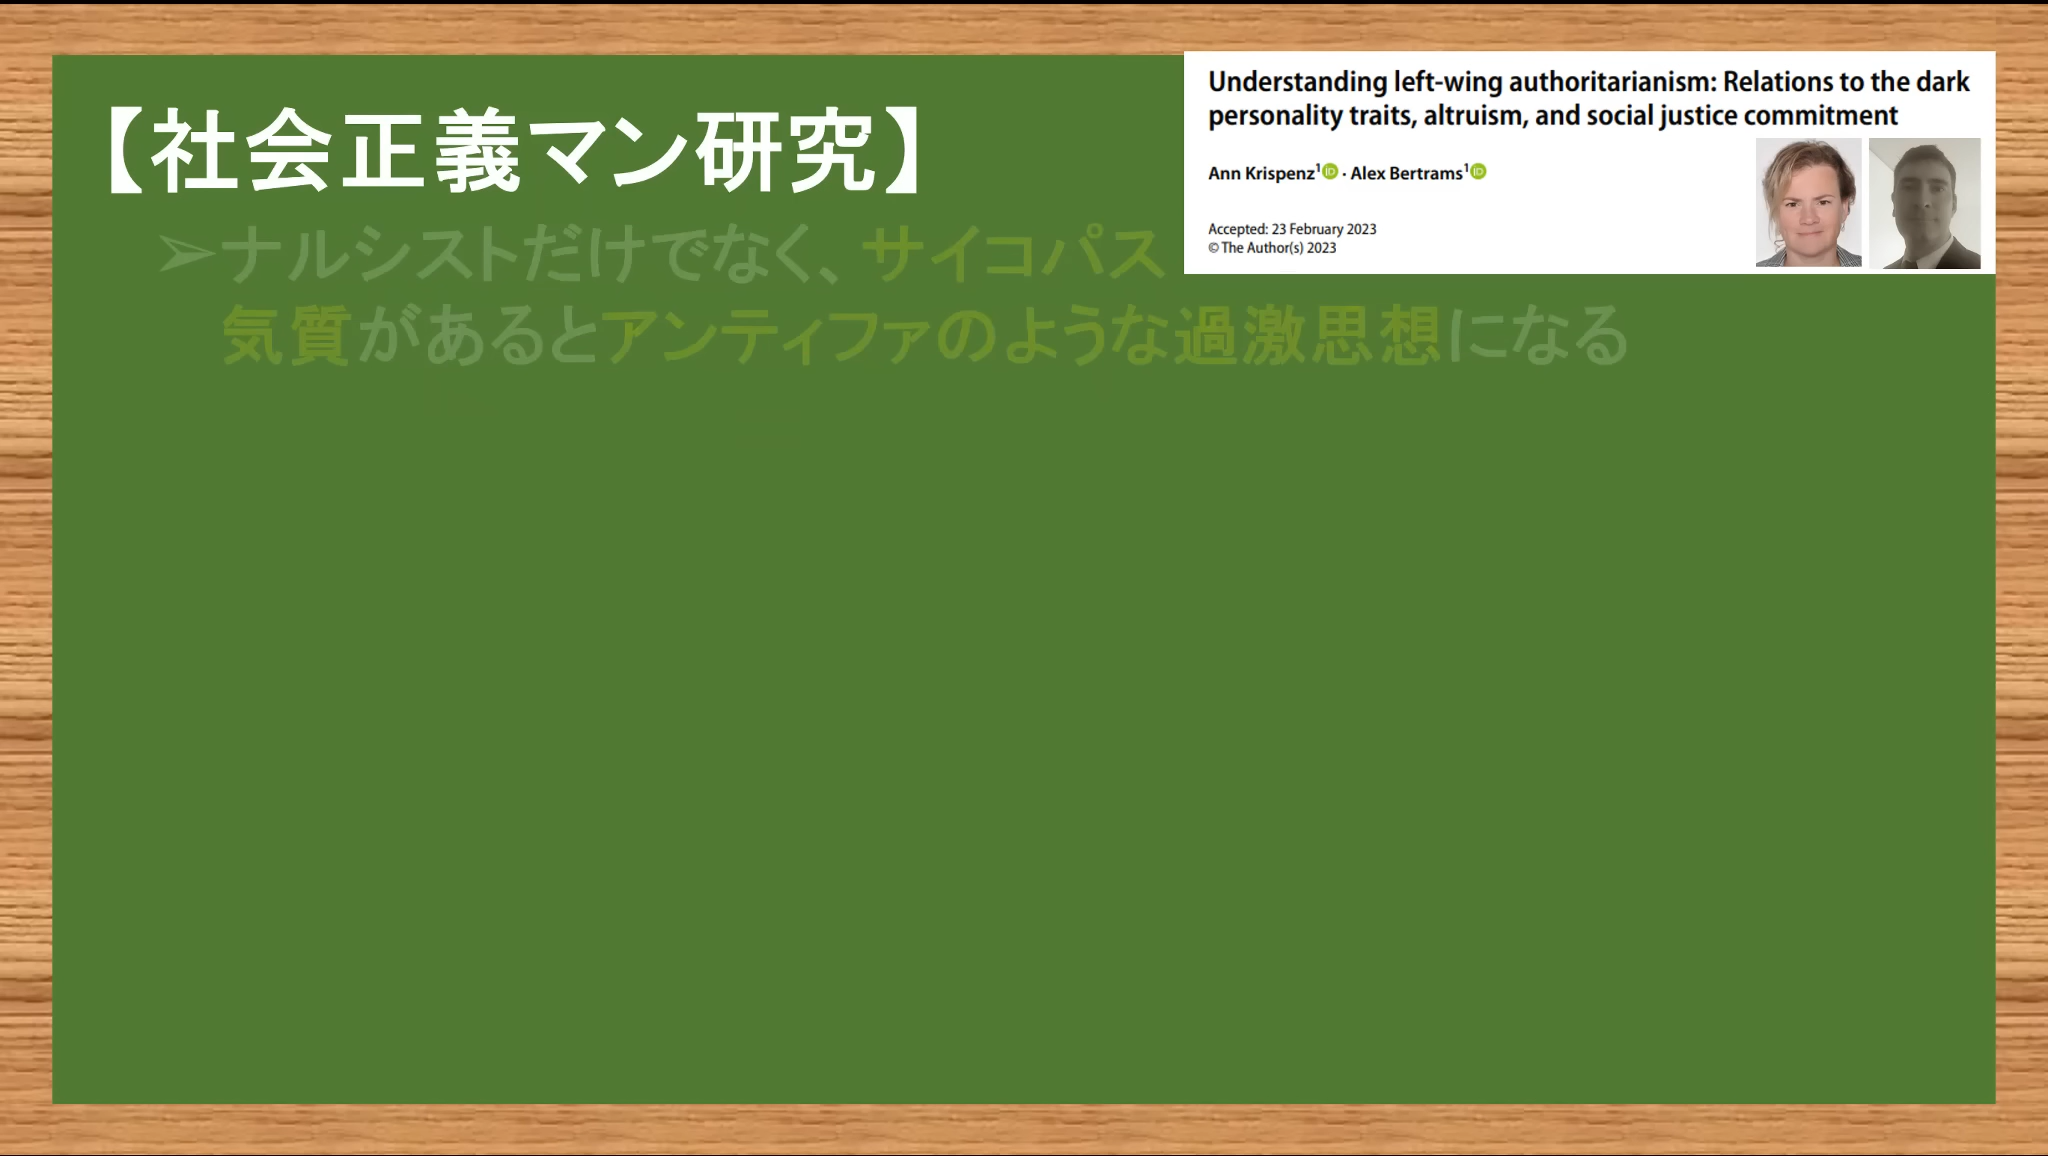 【社会正義マン研究】
➢ナルシストだけでなく、サイコパス
気質があるとアンティファのような過激思想になる
Understanding left-wing authoritarianism: Relations to the dark
personality traits, altruism, and social justice commitment
Ann Krispenz¹ iD · Alex Bertrams¹ iD
Accepted: 23 February 2023
© The Author(s) 2023